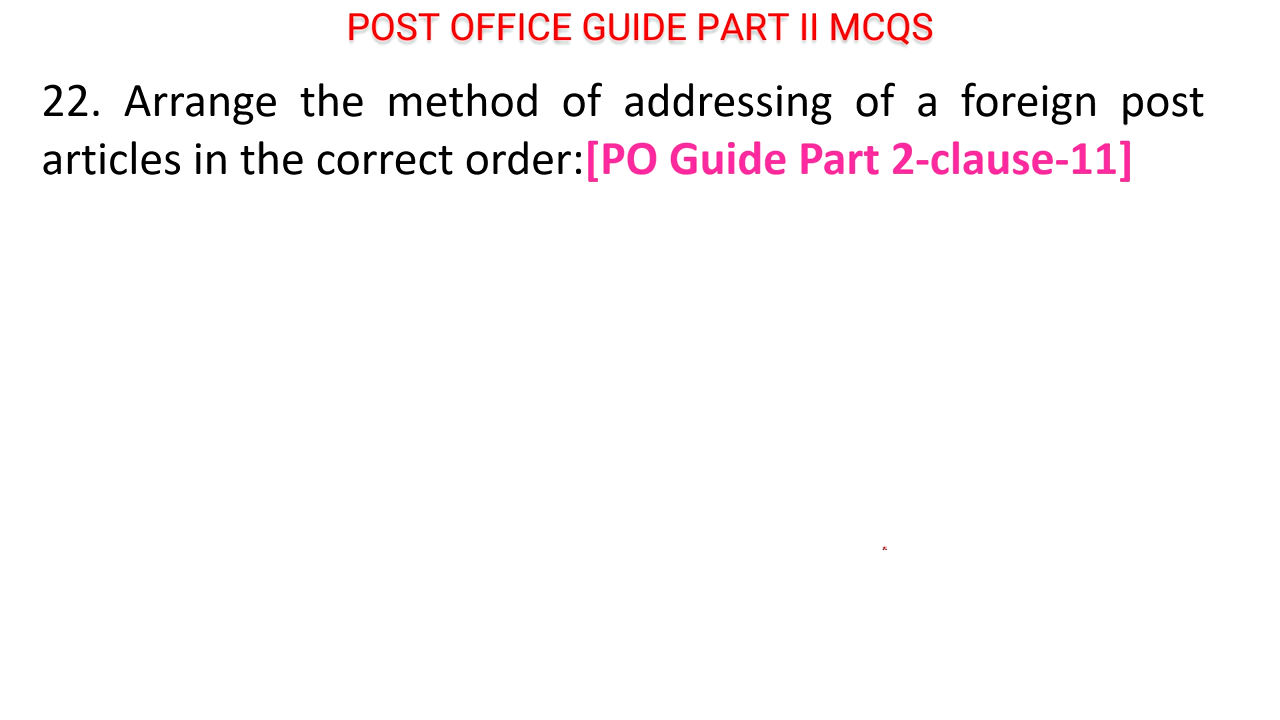 POST OFFICE GUIDE PART II MCQS
22. Arrange the method of addressing of a foreign post
articles in the correct order:[PO Guide Part 2-clause-11]